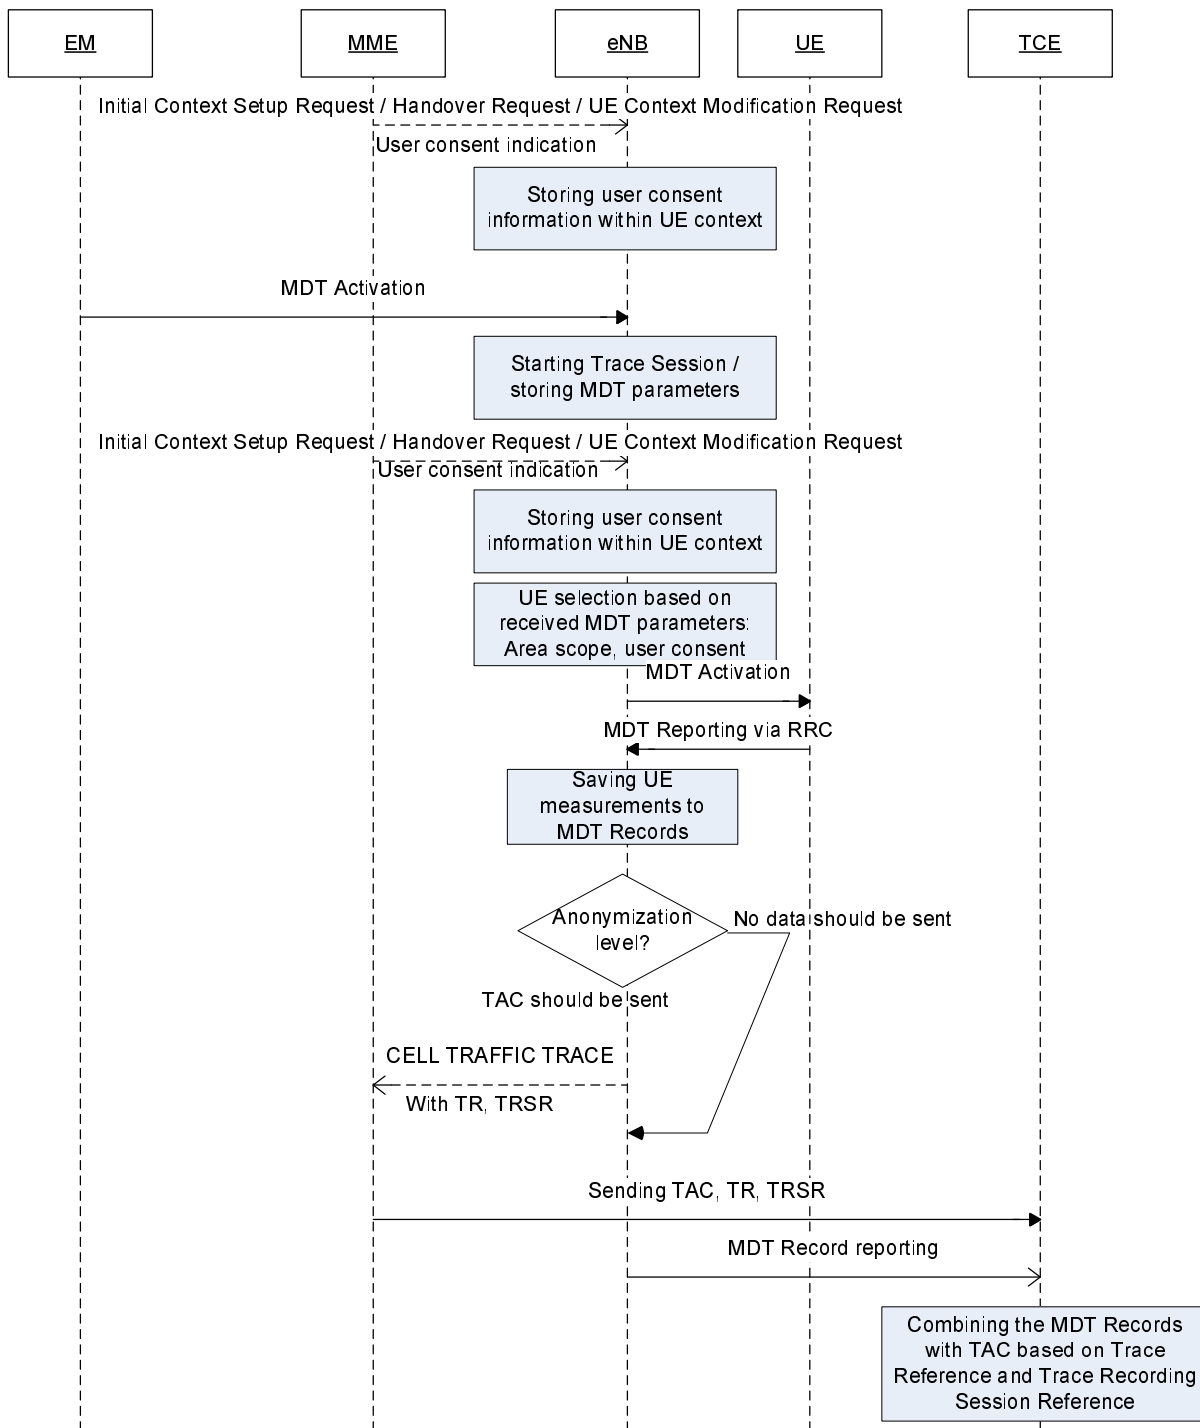 EM
MME
eNB
UE
TCE
Initial Context Setup Request / Handover Request / UE Context Modification Request
User consent indication
Storing user consent
information within UE context
MDT Activation
Starting Trace Session /
storing MDT parameters
Initial Context Setup Request / Handover Request / UE Context Modification Request
User consent indication
Storing user consent
information within UE context
UE selection based on
received MDT parameters:
Area scope, user consent
MDT Activation
MDT Reporting via RRC
Saving UE
measurements to
MDT Records
Anonymization
level?
No data should be sent
TAC should be sent
CELL TRAFFIC TRACE
With TR, TRSR
Sending TAC, TR, TRSR
MDT Record reporting
Combining the MDT Records
with TAC based on Trace
Reference and Trace Recording
Session Reference